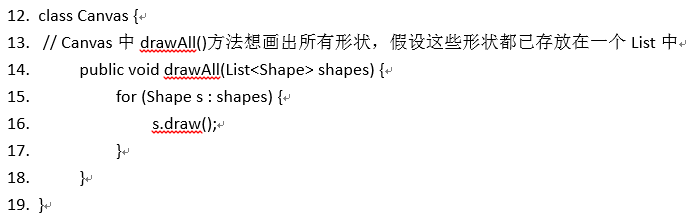 12. class Canvas {
13. // Canvas 中 drawAll()方法想画出所有形状，假设这些形状都已存放在一个 List 中
14. public void drawAll(List<Shape> shapes) {
15. for (Shape s : shapes) {
16. s.draw();
17. }
18. }
19. }